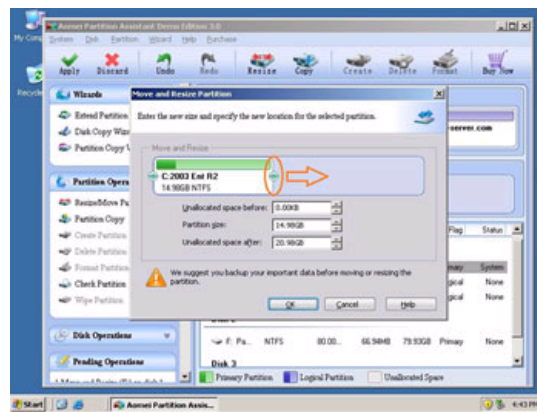 My Comp
Recycle
Aomei Partition Assistant Demo Edition 3.0
System Disk Partition Wizard Help Purchase
Apply Discard Undo Redo Resize Copy Create Delete Format Buy Now
Wizards
Extend Partition
Disk Copy Wiz
Partition Copy
Partition Opera
Resize/Move Pa
Partition Copy
Create Partition
Delete Partition
Format Partition
Check Partition
Wipe Partition
Disk Operations
Pending Operations
Move and Resize Partition
Enter the new size and specify the new location for the selected partition.
Move and Resize
C:2003 Ent R2
14.98GB NTFS
Unallocated space before: 0.00KB
Partition size: 14.98GB
Unallocated space after: 20.98GB
We suggest you backup your important data before moving or resizing the
partition.
OK Cancel Help
-server.com
Flag Status
mary System
gical None
gical None
F: Pa... NTFS 80.00... 66.94MB 79.93GB Primary None
Disk 3
Primary Partition Logical Partition Unallocated Space
Start Aomei Partition Assis... 4:43 PM